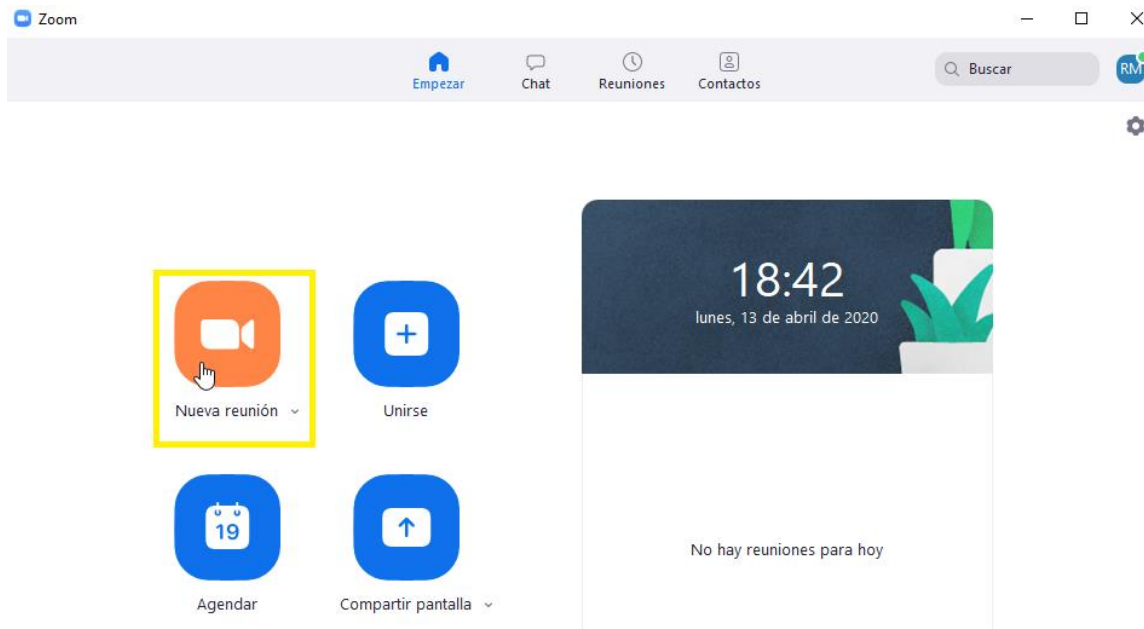 Zoom
Empezar
Chat
Reuniones
Contactos
Buscar
RM
18:42
lunes, 13 de abril de 2020
Nueva reunión
Unirse
19
Agendar
Compartir pantalla
No hay reuniones para hoy